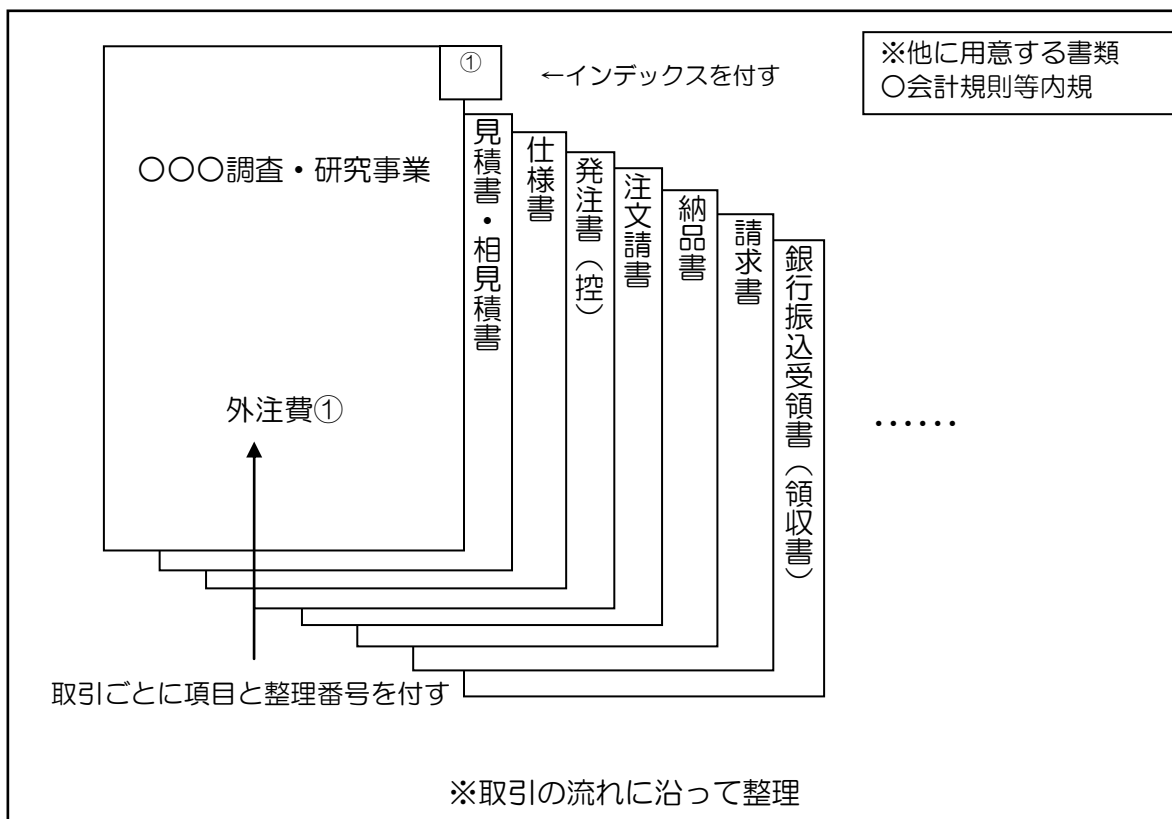 ①
←インデックスを付す
※他に用意する書類
〇会計規則等内規
〇〇〇調査・研究事業
外注費①
見積書・相見積書
仕様書
発注書（控）
注文請書
納品書
請求書
銀行振込受領書（領収書）
……
取引ごとに項目と整理番号を付す
※取引の流れに沿って整理